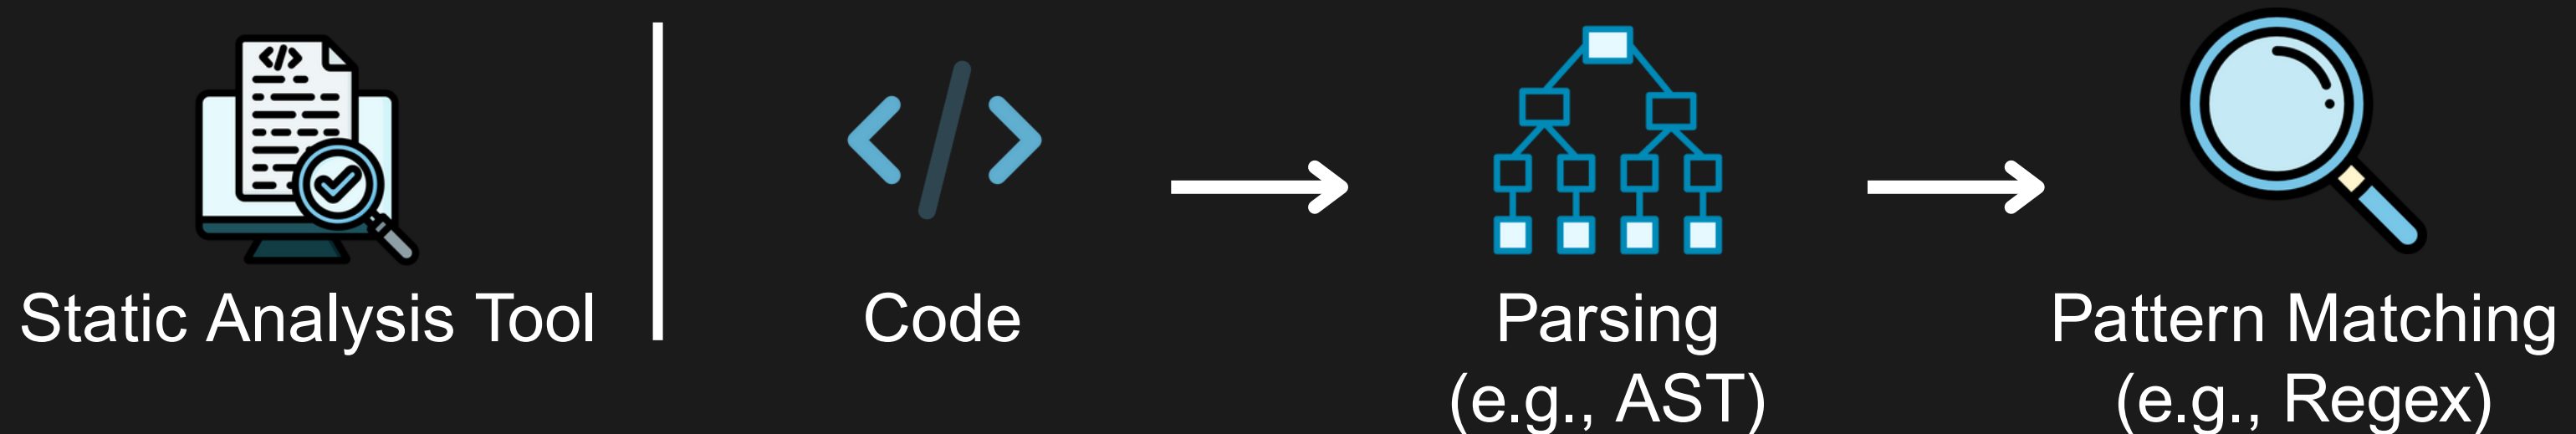 Static Analysis Tool
Code
Parsing
(e.g., AST)
Pattern Matching
(e.g., Regex)